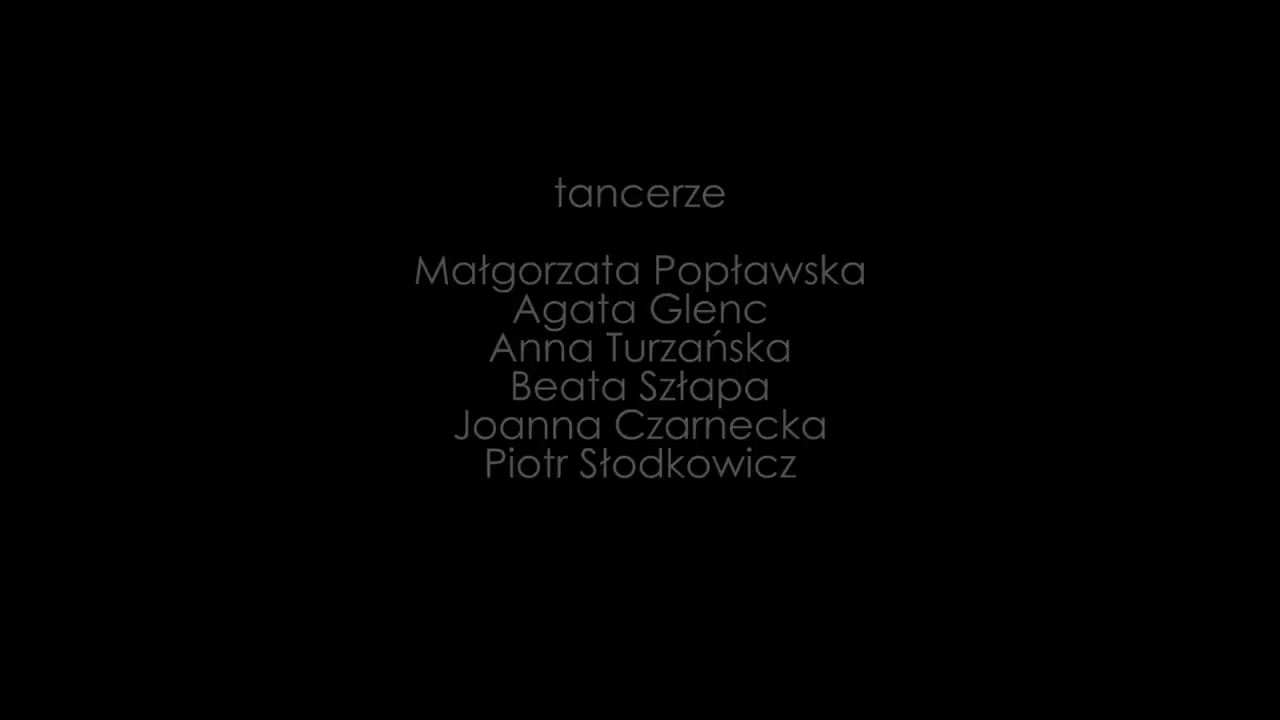 tancerze
Małgorzata Popławska
Agata Glenc
Anna Turzańska
Beata Szłapa
Joanna Czarnecka
Piotr Słodkowicz